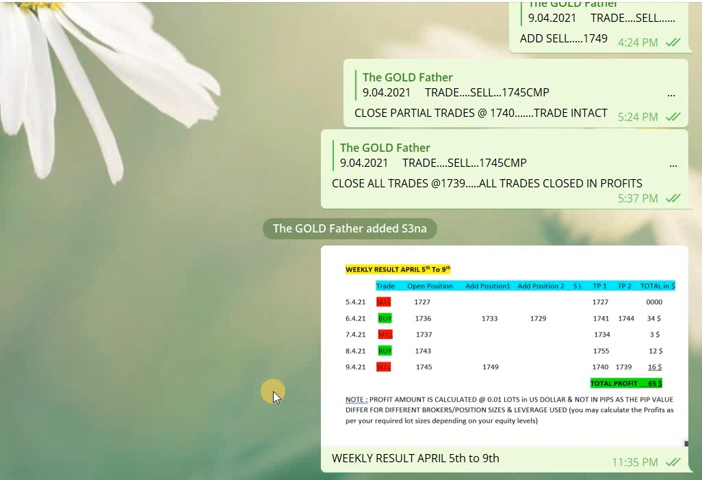 The GOLD Father
9.04.2021 TRADE....SELL......
ADD SELL.....1749 4:24 PM
The GOLD Father
9.04.2021 TRADE....SELL...1745CMP ...
CLOSE PARTIAL TRADES @ 1740.......TRADE INTACT 5:24 PM
The GOLD Father
9.04.2021 TRADE....SELL...1745CMP ...
CLOSE ALL TRADES @1739.....ALL TRADES CLOSED IN PROFITS
5:37 PM
The GOLD Father added S3na
WEEKLY RESULT APRIL 5th To 9th
Trade Open Position Add Position1 Add Position 2 S L TP 1 TP 2 TOTAL in $
5.4.21 SELL 1727 1727 0000
6.4.21 BUY 1736 1733 1729 1741 1744 34 $
7.4.21 SELL 1737 1734 3 $
8.4.21 BUY 1743 1755 12 $
9.4.21 SELL 1745 1749 1740 1739 16 $
TOTAL PROFIT 65 $
NOTE : PROFIT AMOUNT IS CALCULATED @ 0.01 LOTS in US DOLLAR & NOT IN PIPS AS THE PIP VALUE
DIFFER FOR DIFFERENT BROKERS/POSITION SIZES & LEVERAGE USED (you may calculate the Profits as
per your required lot sizes depending on your equity levels)
WEEKLY RESULT APRIL 5th to 9th 11:35 PM